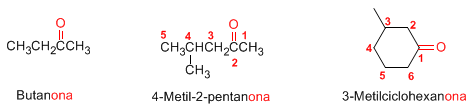 O
CH₃CH₂CCH₃
Butanona
O
5 4 3 1
CH₃CHCH₂CCH₃
2
CH₃
4-Metil-2-pentanona
3 2
4 1 O
5 6
3-Metilciclohexanona